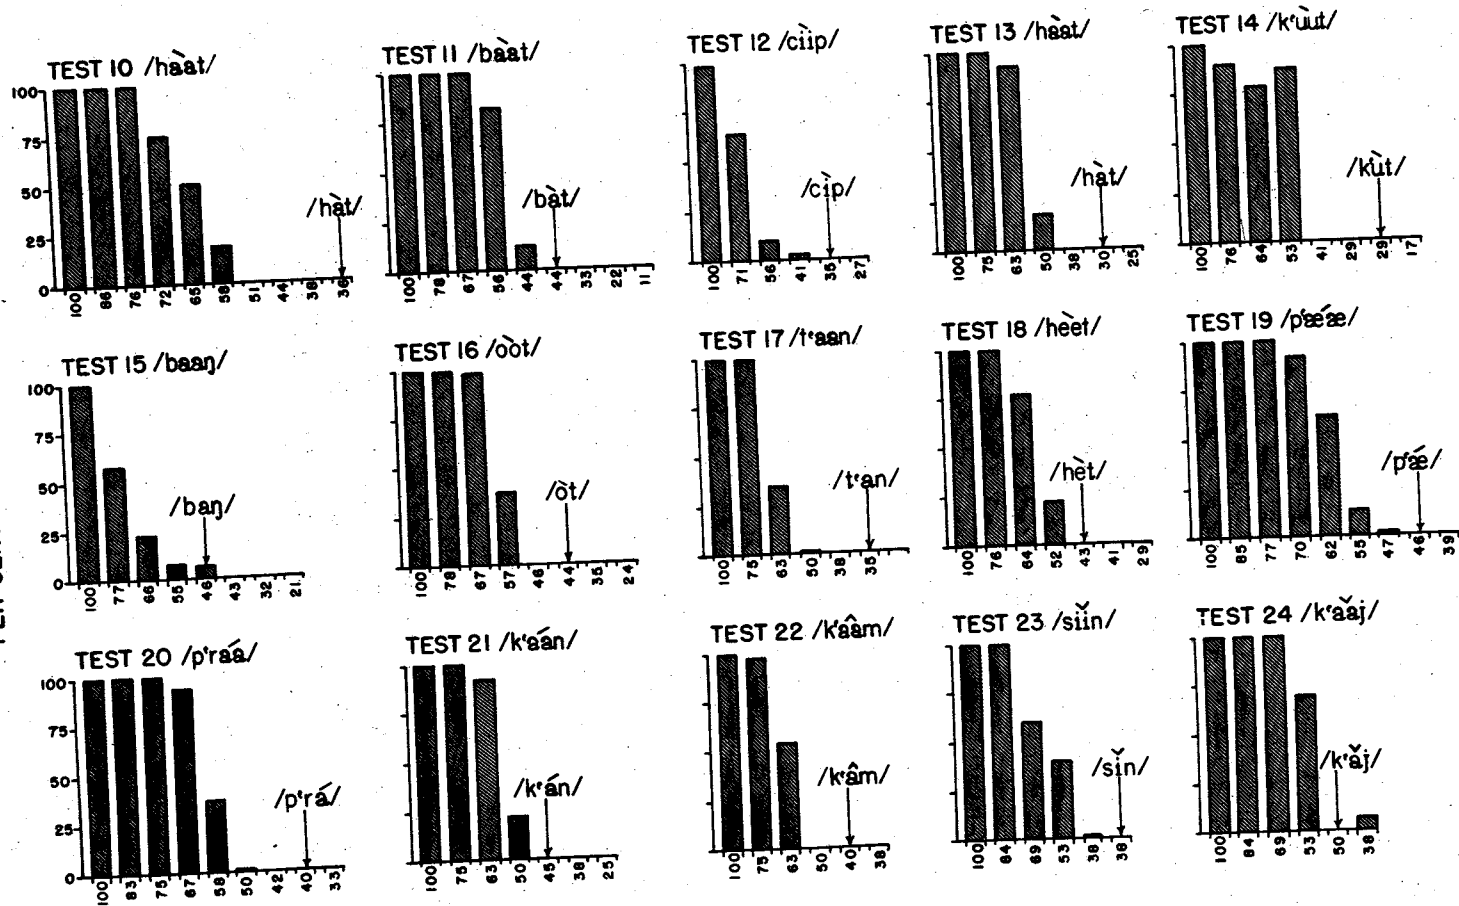 TEST 10 /hàat/
TEST 11 /bàat/
TEST 12 /cìip/
TEST 13 /hàat/
TEST 14 /kʻùut/
100
75
50
25
0
/hàt/
/bàt/
/cìp/
/hàt/
/kùt/
100 86 76 72 65 58 51 44 38 36
100 78 67 56 44 44 33 22 11
100 71 56 41 35 27
100 75 63 50 38 30 25
100 76 64 53 41 29 29 17
TEST 15 /baaŋ/
TEST 16 /òot/
TEST 17 /tʻaan/
TEST 18 /hèet/
TEST 19 /pʻǽæ/
100
75
50
25
0
/baŋ/
/òt/
/tʻan/
/hèt/
/pʻǽ/
100 77 66 55 46 43 32 21
100 78 67 57 46 44 35 24
100 75 63 50 38 35
100 76 64 52 43 41 29
100 85 77 70 62 55 47 46 39
TEST 20 /pʻráa/
TEST 21 /kʻáan/
TEST 22 /kʻâam/
TEST 23 /sǐin/
TEST 24 /kʻǎaj/
100
75
50
25
0
/pʻrá/
/kʻán/
/kʻâm/
/sǐn/
/kʻǎj/
100 83 75 67 58 50 42 40 33
100 75 63 50 45 38 25
100 75 63 50 40 38
100 84 69 53 38 38
100 84 69 53 50 38